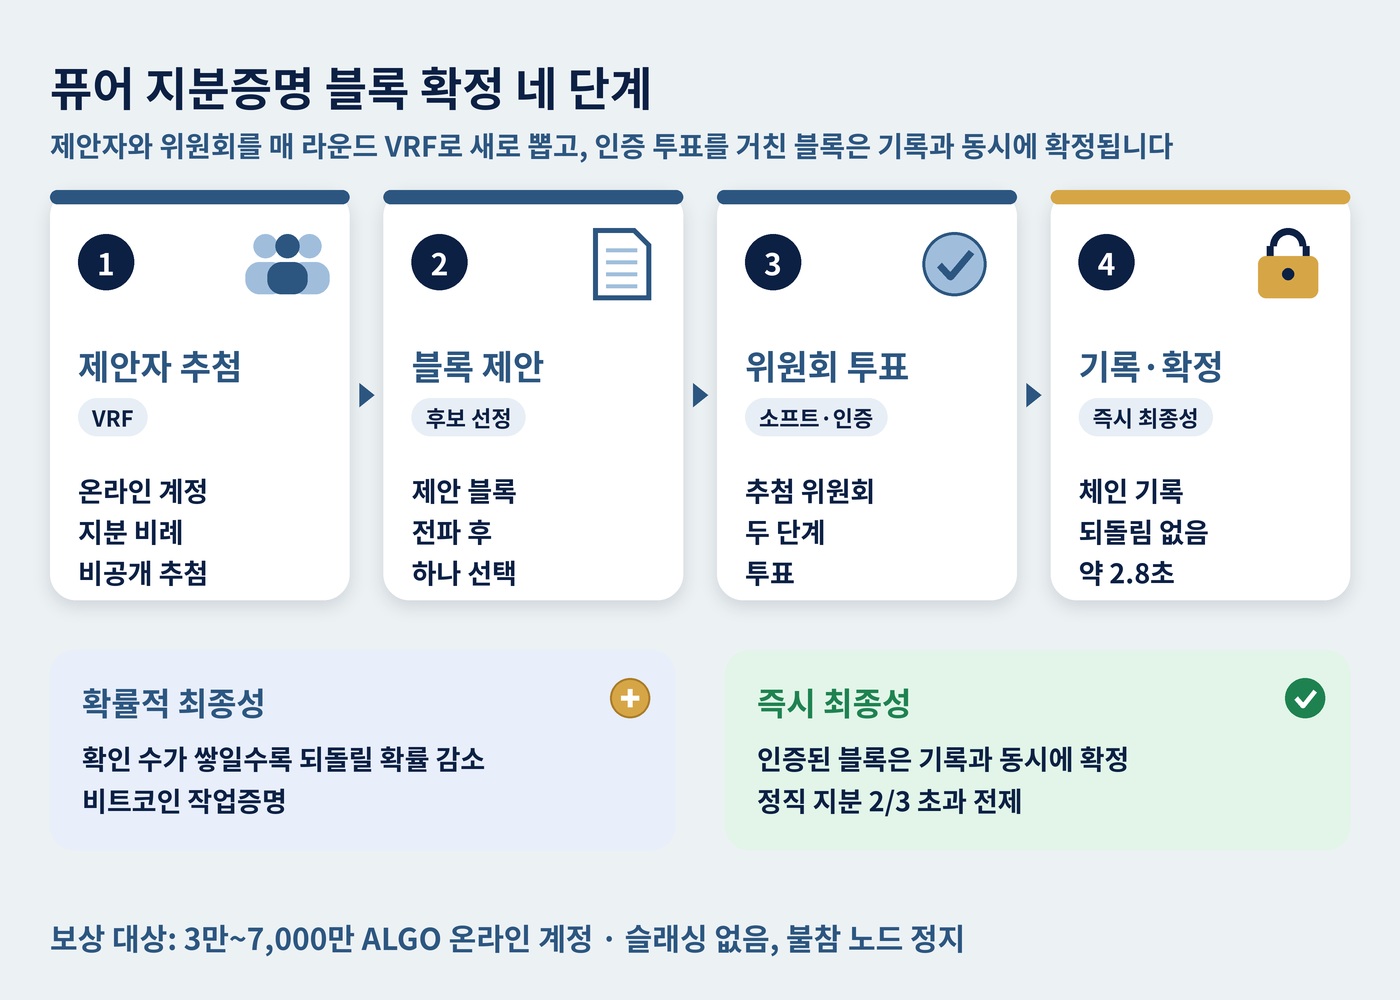 퓨어 지분증명 블록 확정 네 단계
제안자와 위원회를 매 라운드 VRF로 새로 뽑고, 인증 투표를 거친 블록은 기록과 동시에 확정됩니다
1
제안자 추첨
VRF
온라인 계정
지분 비례
비공개 추첨
2
블록 제안
후보 선정
제안 블록
전파 후
하나 선택
3
위원회 투표
소프트·인증
추첨 위원회
두 단계
투표
4
기록·확정
즉시 최종성
체인 기록
되돌림 없음
약 2.8초
확률적 최종성
확인 수가 쌓일수록 되돌릴 확률 감소
비트코인 작업증명
즉시 최종성
인증된 블록은 기록과 동시에 확정
정직 지분 2/3 초과 전제
보상 대상: 3만~7,000만 ALGO 온라인 계정 · 슬래싱 없음, 불참 노드 정지